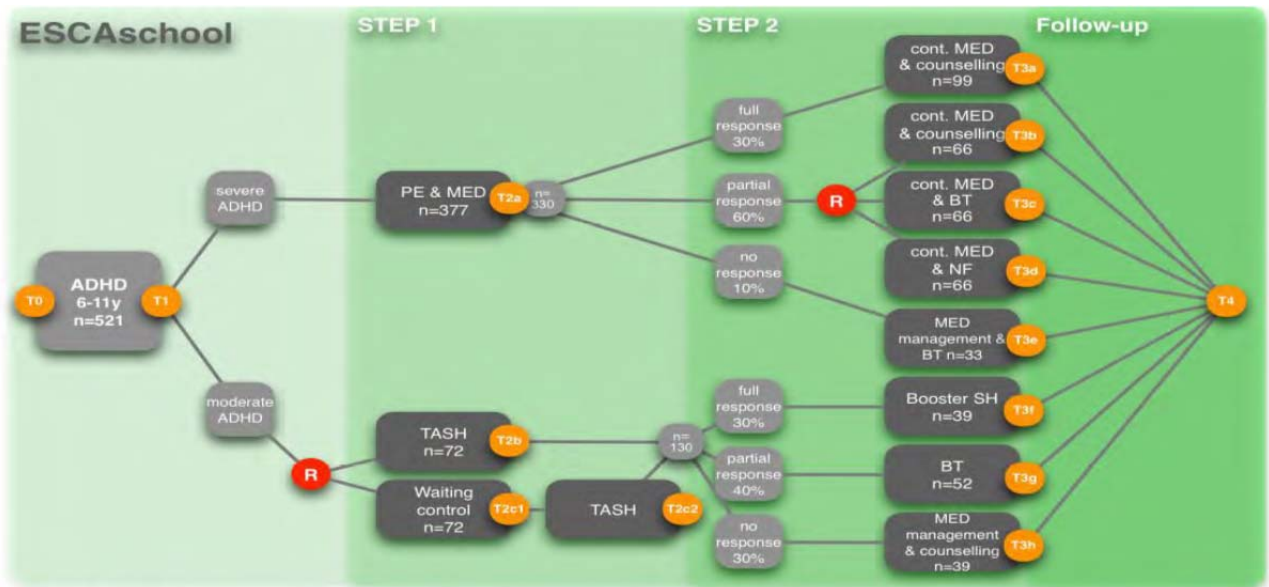 ESCAschool
STEP 1
STEP 2
Follow-up
T0
ADHD
6-11y
n=521
T1
severe
ADHD
moderate
ADHD
R
PE & MED
n=377
T2a
n=
330
TASH
n=72
T2b
Waiting
control
n=72
T2c1
TASH
T2c2
n=
130
full
response
30%
partial
response
60%
no
response
10%
R
full
response
30%
partial
response
40%
no
response
30%
cont. MED
& counselling
n=99
T3a
cont. MED
& counselling
n=66
T3b
cont. MED
& BT
n=66
T3c
cont. MED
& NF
n=66
T3d
MED
management &
BT n=33
T3e
Booster SH
n=39
T3f
BT
n=52
T3g
MED
management
& counselling
n=39
T3h
T4